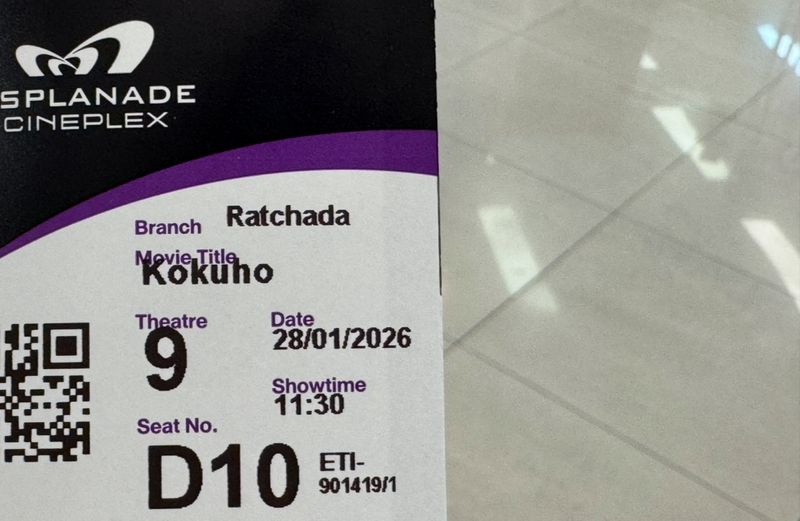 SPLANADE
CINEPLEX
Branch Ratchada
Movie Title
Kokuho
Theatre
9
Date
28/01/2026
Showtime
11:30
Seat No.
D10
ETI-
901419/1